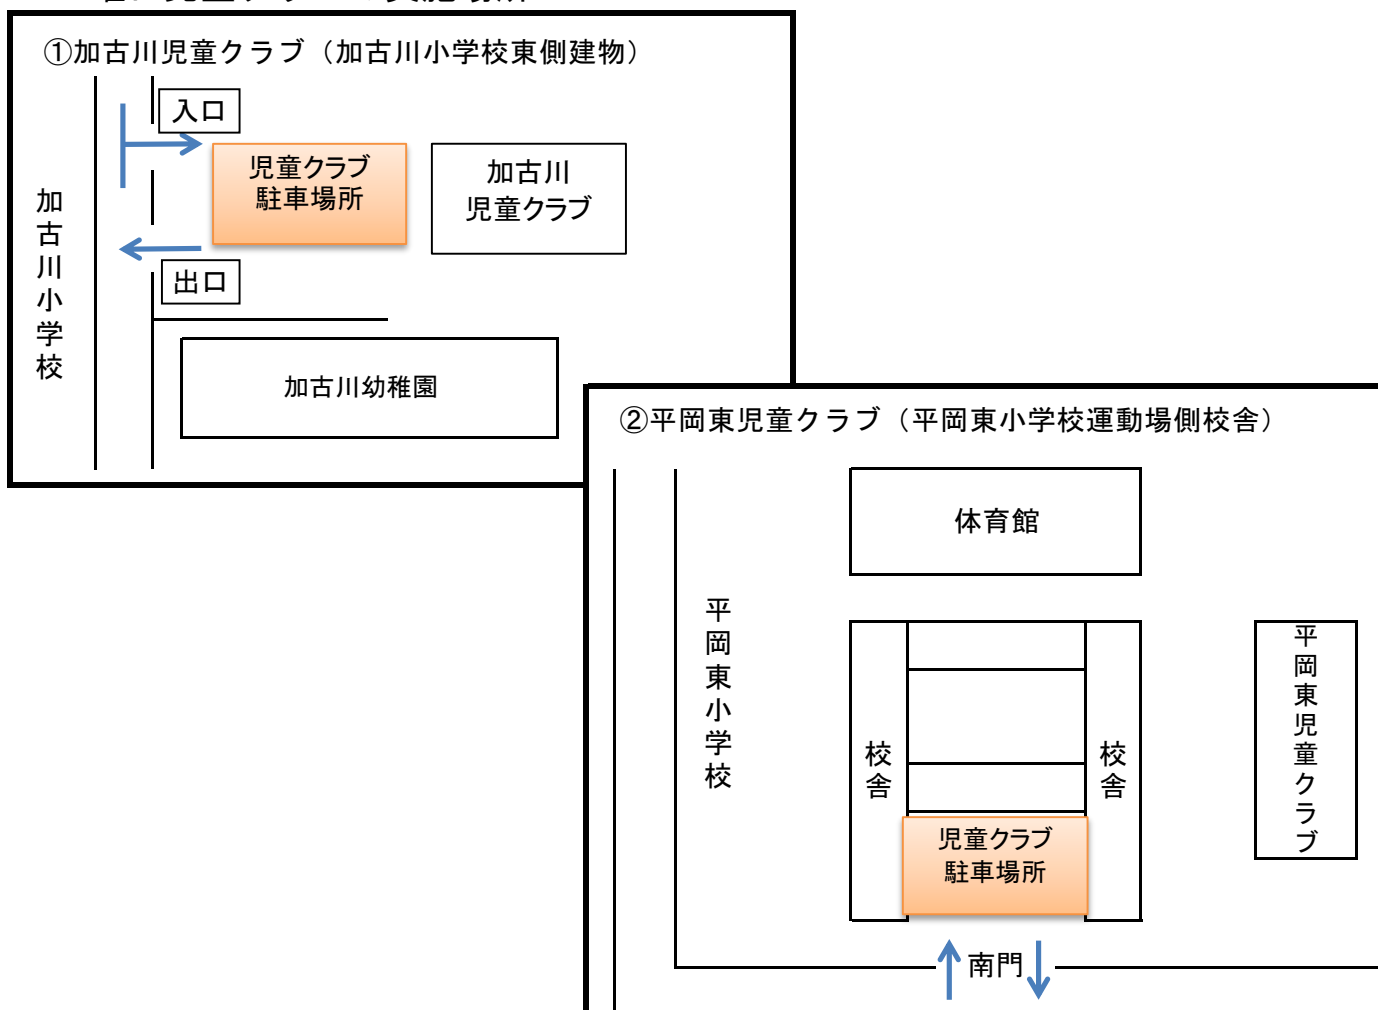 ①加古川児童クラブ（加古川小学校東側建物）
入口
児童クラブ
駐車場所
加古川
児童クラブ
加古川小学校
出口
加古川幼稚園
②平岡東児童クラブ（平岡東小学校運動場側校舎）
体育館
平岡東小学校
校舎
校舎
平岡東児童クラブ
児童クラブ
駐車場所
南門